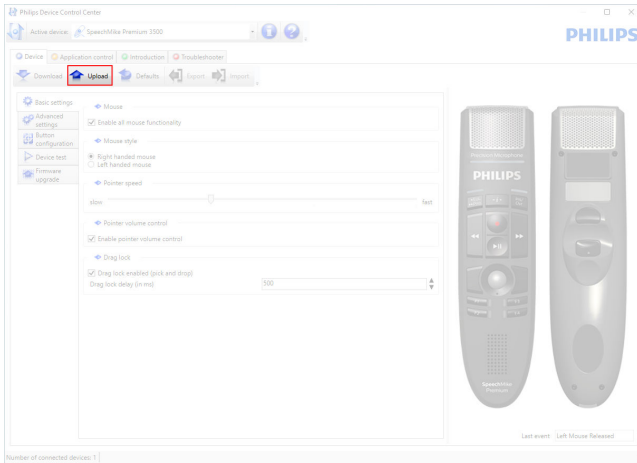 Philips Device Control Center
Active device: SpeechMike Premium 3500
PHILIPS
Device Application control Introduction Troubleshooter
Download Upload Defaults Export Import
Basic settings
Advanced settings
Button configuration
Device test
Firmware upgrade
Mouse
Enable all mouse functionality
Mouse style
Right handed mouse
Left handed mouse
Pointer speed
slow fast
Pointer volume control
Enable pointer volume control
Drag lock
Drag lock enabled (pick and drop)
Drag lock delay (in ms) 100
Precision Microphone
PHILIPS
SpeechMike
Premium
Last event Left Mouse Released
Number of connected devices: 1